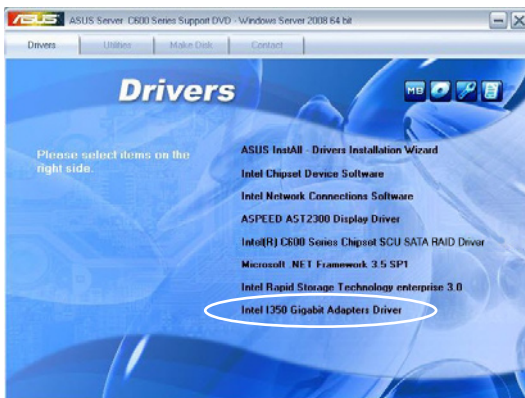 ASUS ASUS Server C600 Series Support DVD - Windows Server 2008 64 bit
Drivers Utilities Make Disk Contact
Drivers
MB
Please select items on the
right side.
ASUS InstAll - Drivers Installation Wizard
Intel Chipset Device Software
Intel Network Connections Software
ASPEED AST2300 Display Driver
Intel(R) C600 Series Chipset SCU SATA RAID Driver
Microsoft .NET Framework 3.5 SP1
Intel Rapid Storage Technology enterprise 3.0
Intel I350 Gigabit Adapters Driver